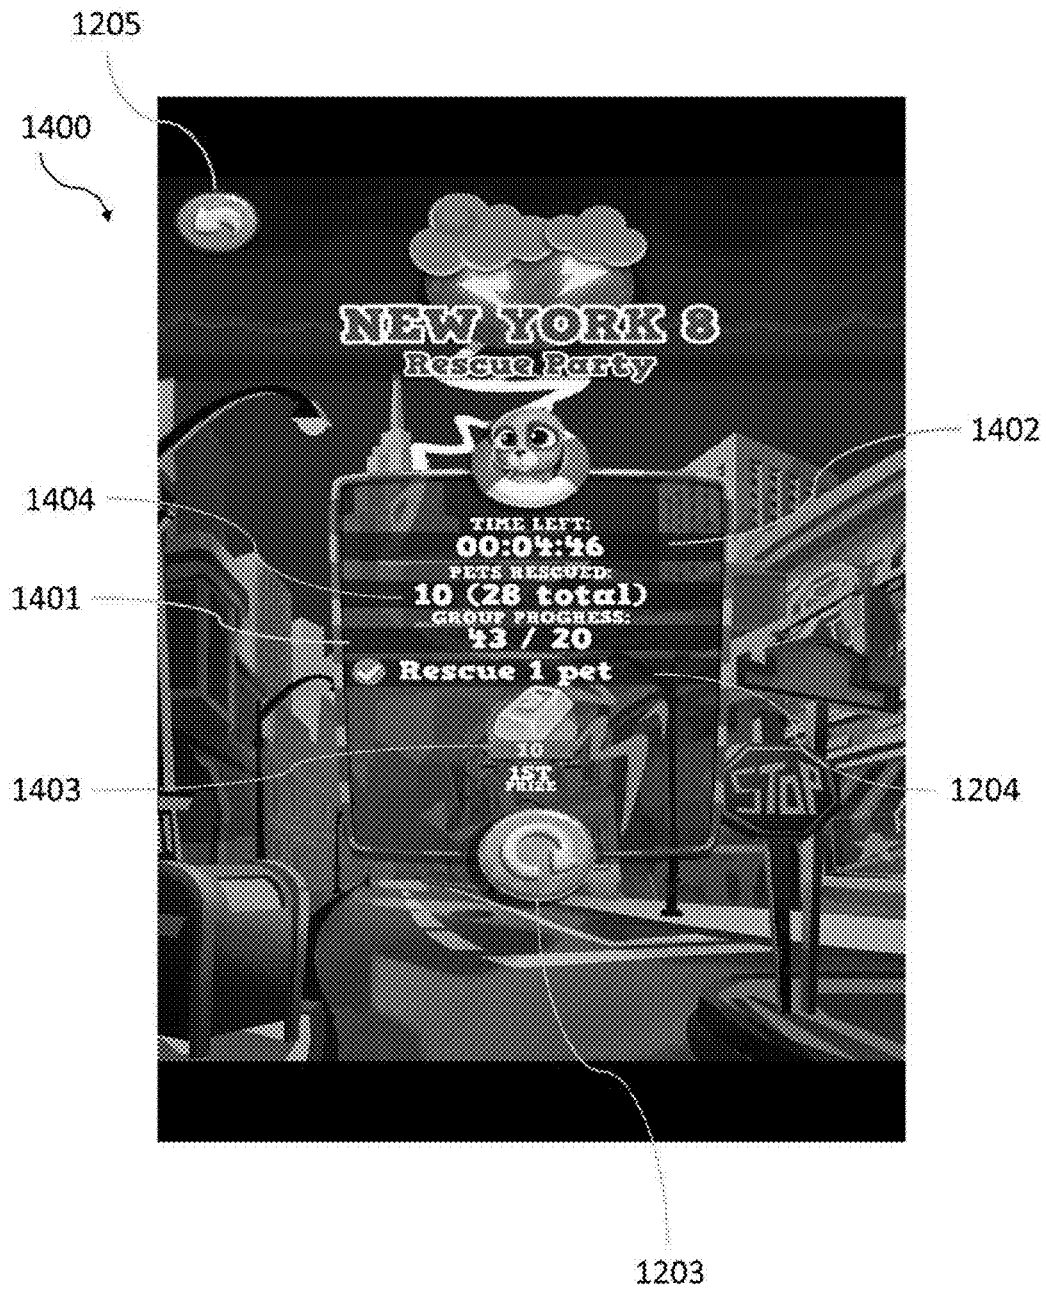 1205
1400
NEW YORK 8
Rescue Party
1402
1404
TIME LEFT:
00:04:46
PETS RESCUED:
1401
10 (28 total)
GROUP PROGRESS:
43 / 20
Rescue 1 pet
10
1403
1ST
PRIZE
1204
1203